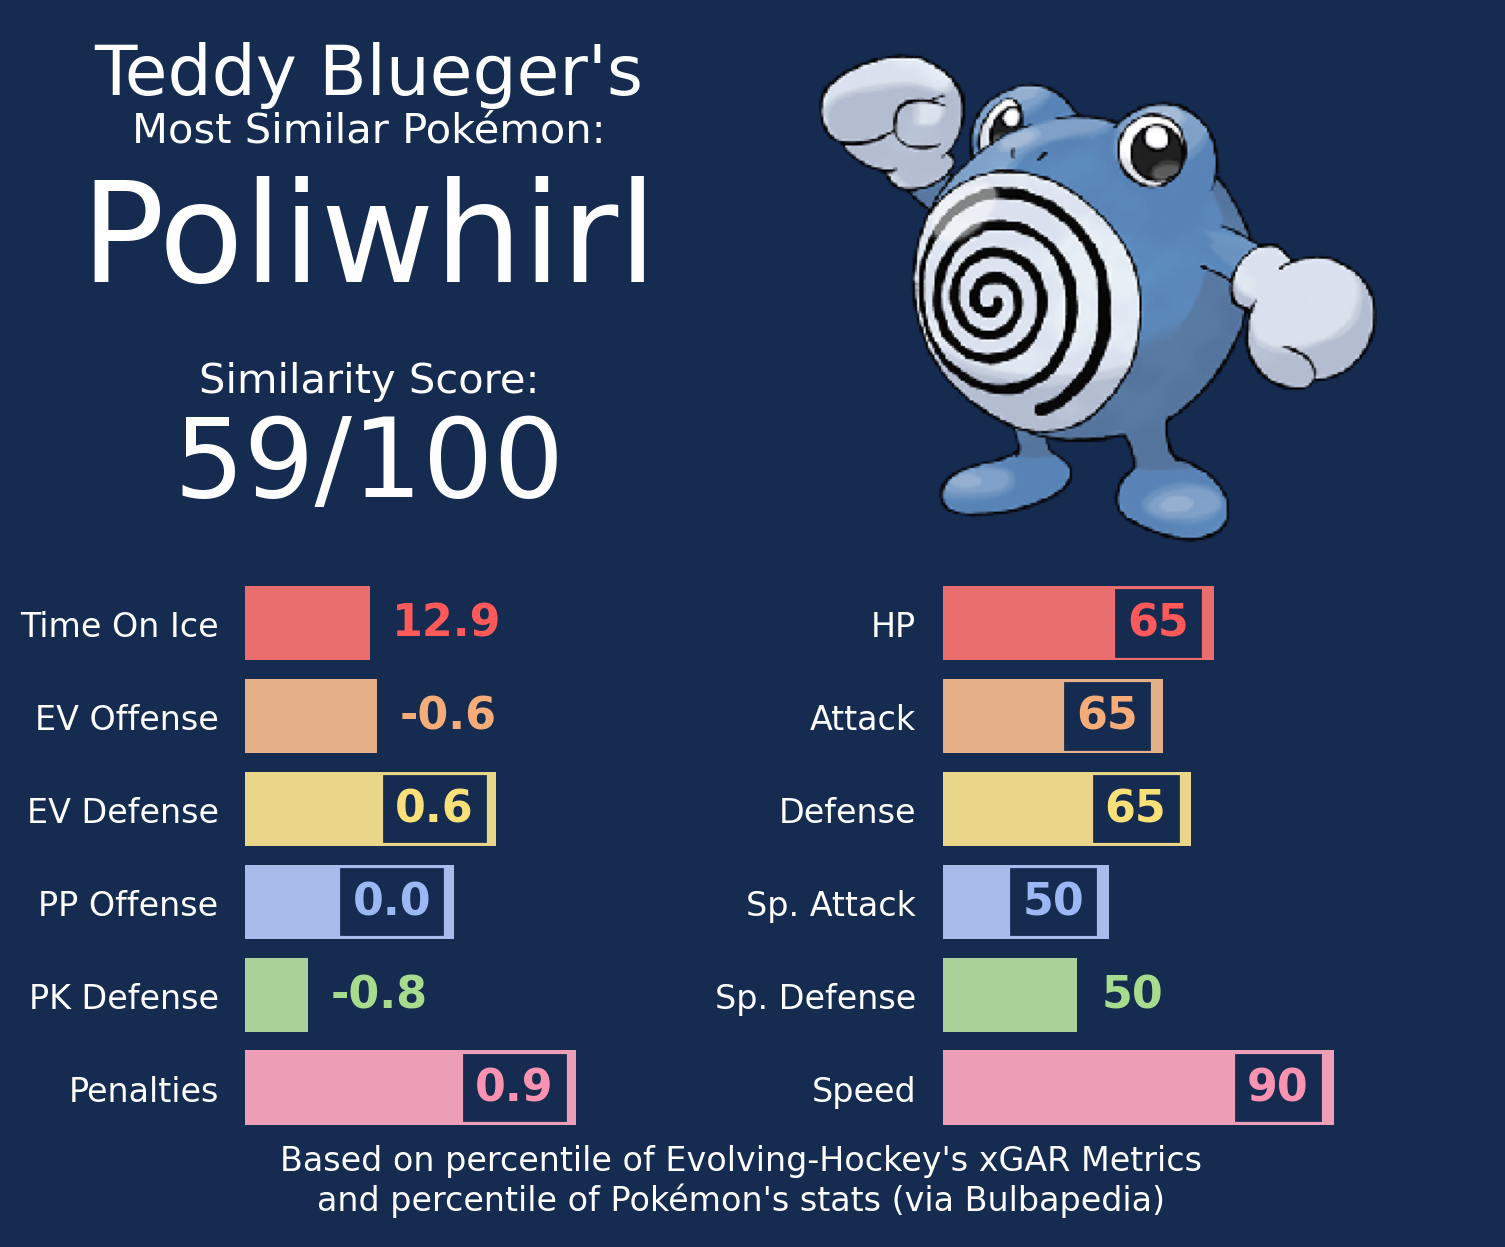 Teddy Blueger's
Most Similar Pokémon:
Poliwhirl
Similarity Score:
59/100
Time On Ice 12.9
EV Offense -0.6
EV Defense 0.6
PP Offense 0.0
PK Defense -0.8
Penalties 0.9
HP 65
Attack 65
Defense 65
Sp. Attack 50
Sp. Defense 50
Speed 90
Based on percentile of Evolving-Hockey's xGAR Metrics
and percentile of Pokémon's stats (via Bulbapedia)